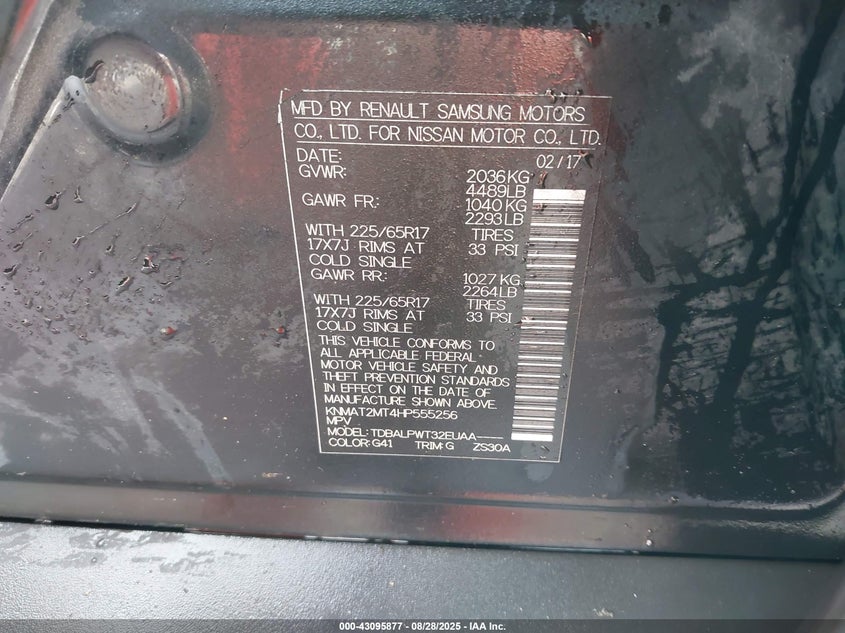 MFD BY RENAULT SAMSUNG MOTORS
CO., LTD. FOR NISSAN MOTOR CO., LTD.
DATE: 02/17
GVWR: 2036KG
4489LB
GAWR FR: 1040KG
2293LB
WITH 225/65R17 TIRES
17X7J RIMS AT 33 PSI
COLD SINGLE
GAWR RR: 1027KG
2264LB
WITH 225/65R17 TIRES
17X7J RIMS AT 33 PSI
COLD SINGLE
THIS VEHICLE CONFORMS TO
ALL APPLICABLE FEDERAL
MOTOR VEHICLE SAFETY AND
THEFT PREVENTION STANDARDS
IN EFFECT ON THE DATE OF
MANUFACTURE SHOWN ABOVE.
KNMAT2MT4HP555256
MPV
MODEL: TDBALPWT32EUAA----
COLOR: G41 TRIM: G ZS30A
000-43095877 - 08/28/2025 - IAA Inc.